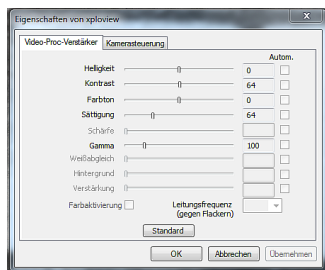 Eigenschaften von xploview
Video-Proc-Verstärker Kamerasteuerung
Autom.
Helligkeit 0
Kontrast 64
Farbton 0
Sättigung 64
Schärfe
Gamma 100
Weißabgleich
Hintergrund
Verstärkung
Farbaktivierung Leitungsfrequenz
(gegen Flackern)
Standard
OK Abbrechen Übernehmen